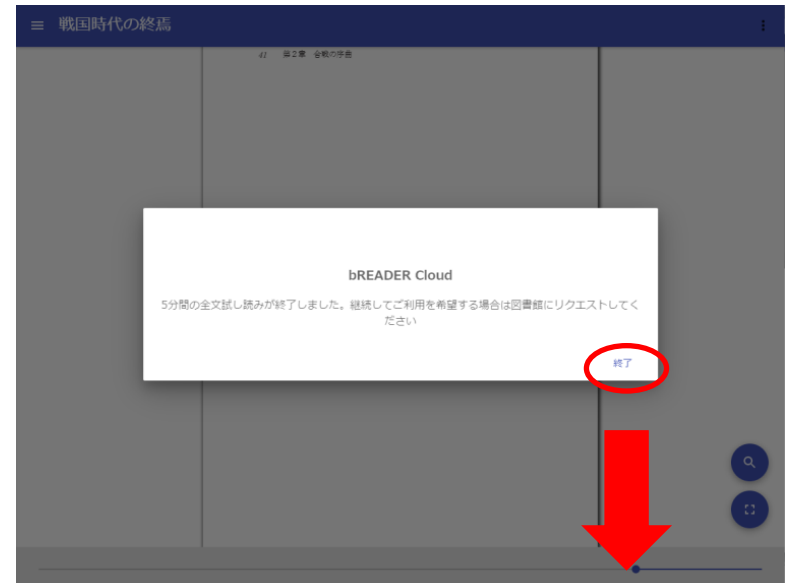 戦国時代の終焉
41 第2章 合戦の序曲
bREADER Cloud
5分間の全文試し読みが終了しました。継続してご利用を希望する場合は図書館にリクエストしてく
ださい
終了